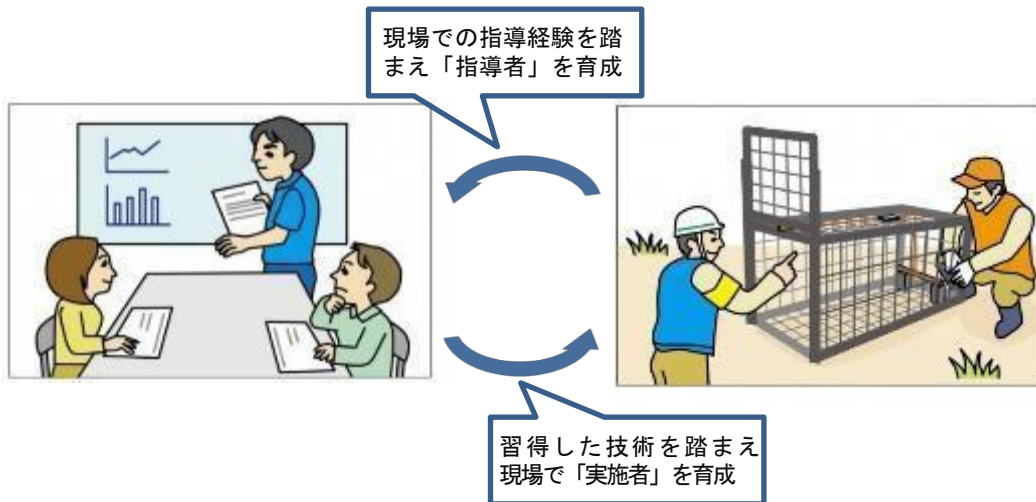 現場での指導経験を踏
まえ「指導者」を育成
習得した技術を踏まえ
現場で「実施者」を育成